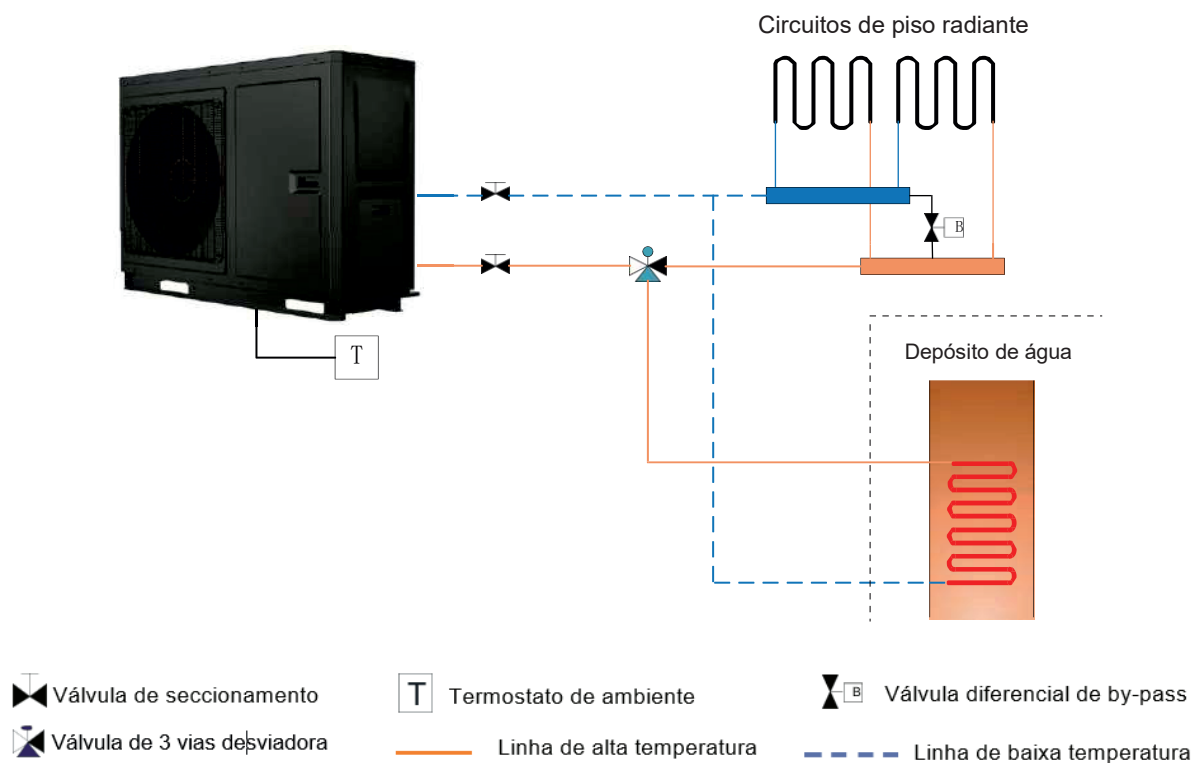 Circuitos de piso radiante
B
T
Depósito de água
Válvula de seccionamento
T
Termostato de ambiente
B
Válvula diferencial de by-pass
Válvula de 3 vias desviadora
Linha de alta temperatura
Linha de baixa temperatura